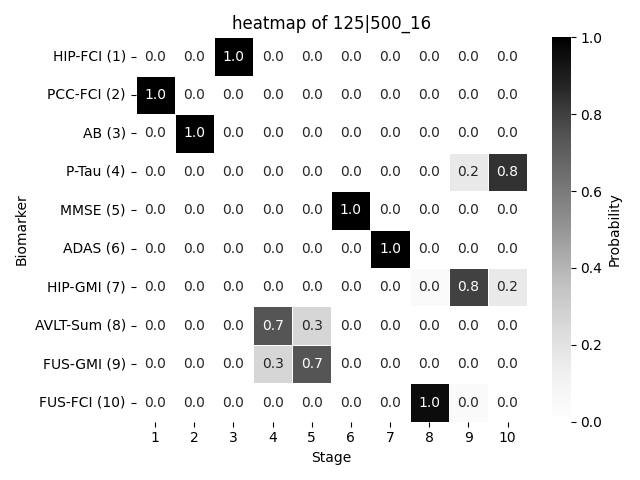 heatmap of 125|500_16
HIP-FCI (1) 0.0 0.0 1.0 0.0 0.0 0.0 0.0 0.0 0.0 0.0
PCC-FCI (2) 1.0 0.0 0.0 0.0 0.0 0.0 0.0 0.0 0.0 0.0
AB (3) 0.0 1.0 0.0 0.0 0.0 0.0 0.0 0.0 0.0 0.0
P-Tau (4) 0.0 0.0 0.0 0.0 0.0 0.0 0.0 0.0 0.2 0.8
MMSE (5) 0.0 0.0 0.0 0.0 0.0 1.0 0.0 0.0 0.0 0.0
ADAS (6) 0.0 0.0 0.0 0.0 0.0 0.0 1.0 0.0 0.0 0.0
HIP-GMI (7) 0.0 0.0 0.0 0.0 0.0 0.0 0.0 0.0 0.8 0.2
AVLT-Sum (8) 0.0 0.0 0.0 0.7 0.3 0.0 0.0 0.0 0.0 0.0
FUS-GMI (9) 0.0 0.0 0.0 0.3 0.7 0.0 0.0 0.0 0.0 0.0
FUS-FCI (10) 0.0 0.0 0.0 0.0 0.0 0.0 0.0 1.0 0.0 0.0
1 2 3 4 5 6 7 8 9 10
Stage
Biomarker
1.0
0.8
0.6
0.4
0.2
0.0
Probability